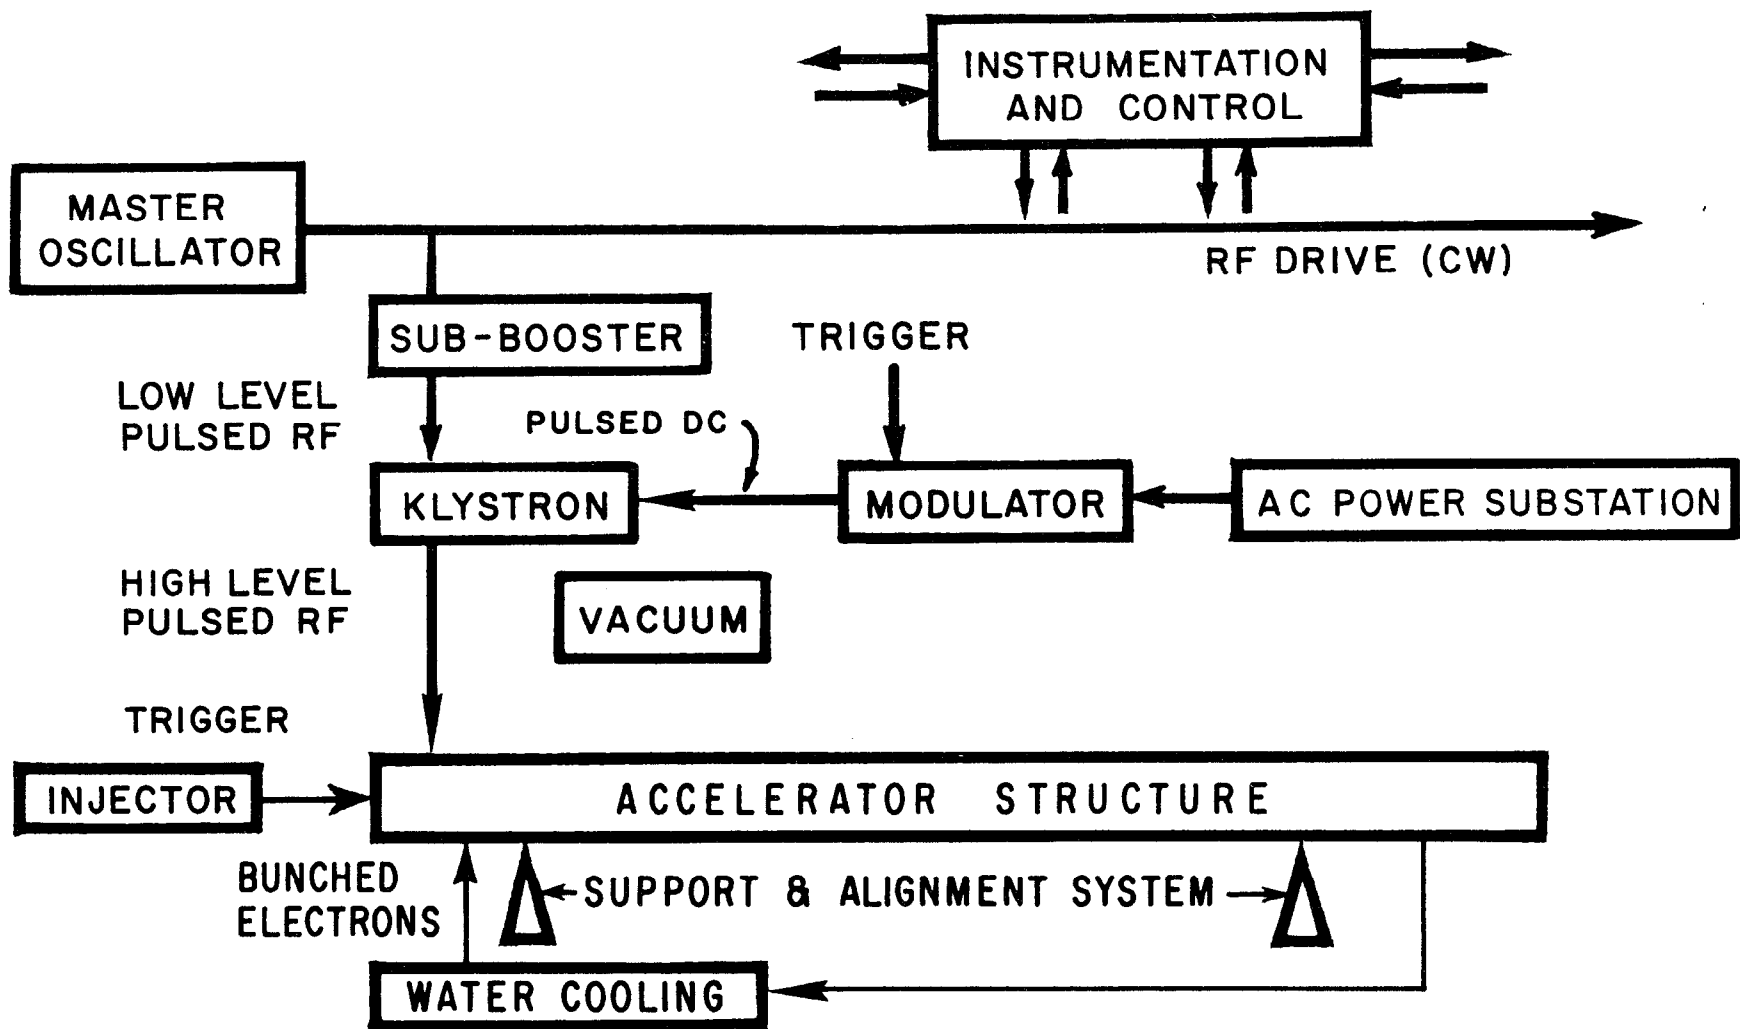 INSTRUMENTATION
AND CONTROL
MASTER
OSCILLATOR
RF DRIVE (CW)
SUB-BOOSTER
TRIGGER
LOW LEVEL
PULSED RF
PULSED DC
KLYSTRON
MODULATOR
AC POWER SUBSTATION
HIGH LEVEL
PULSED RF
VACUUM
TRIGGER
INJECTOR
ACCELERATOR STRUCTURE
BUNCHED
ELECTRONS
SUPPORT & ALIGNMENT SYSTEM
WATER COOLING